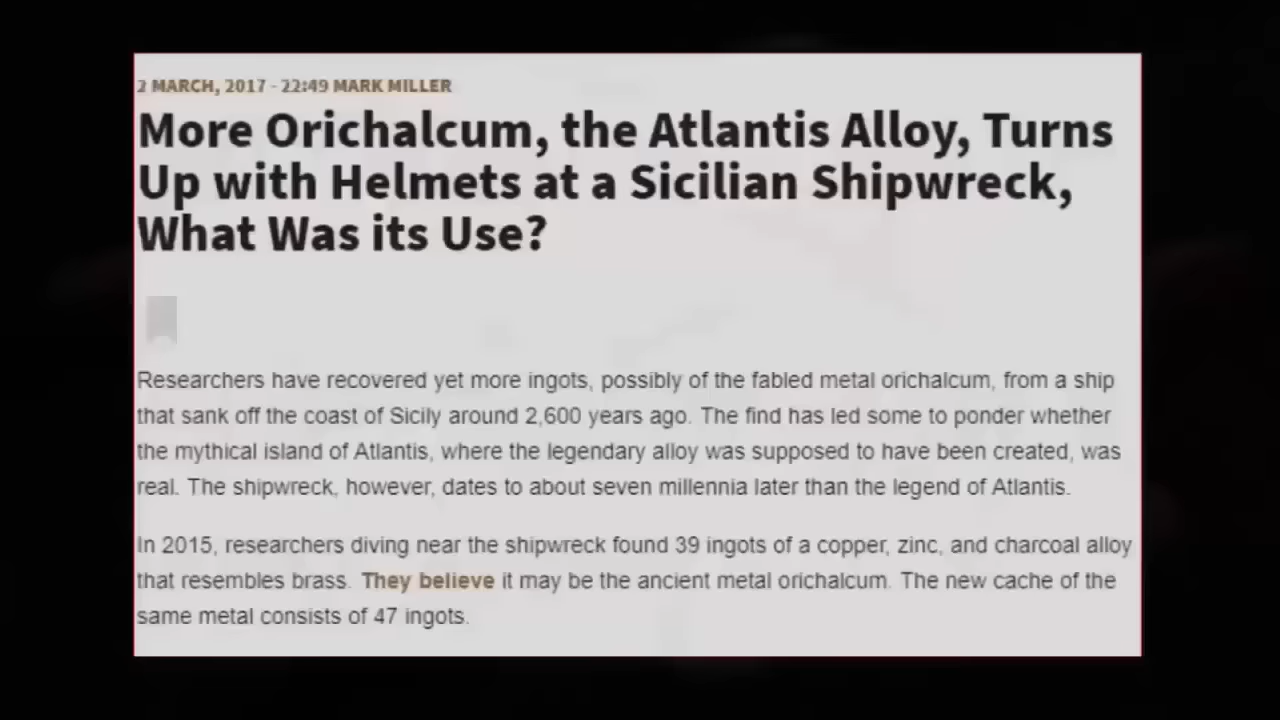 2 MARCH, 2017 - 22:49 MARK MILLER
More Orichalcum, the Atlantis Alloy, Turns
Up with Helmets at a Sicilian Shipwreck,
What Was its Use?
Researchers have recovered yet more ingots, possibly of the fabled metal orichalcum, from a ship
that sank off the coast of Sicily around 2,600 years ago. The find has led some to ponder whether
the mythical island of Atlantis, where the legendary alloy was supposed to have been created, was
real. The shipwreck, however, dates to about seven millennia later than the legend of Atlantis.
In 2015, researchers diving near the shipwreck found 39 ingots of a copper, zinc, and charcoal alloy
that resembles brass. They believe it may be the ancient metal orichalcum. The new cache of the
same metal consists of 47 ingots.